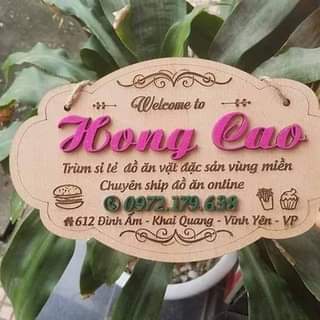 Welcome to
Hong Cao
Trùm sỉ lẻ đồ ăn vặt đặc sản vùng miền
Chuyên ship đồ ăn online
0972.179.638
612 Đình Ấm - Khai Quang - Vĩnh Yên - VP